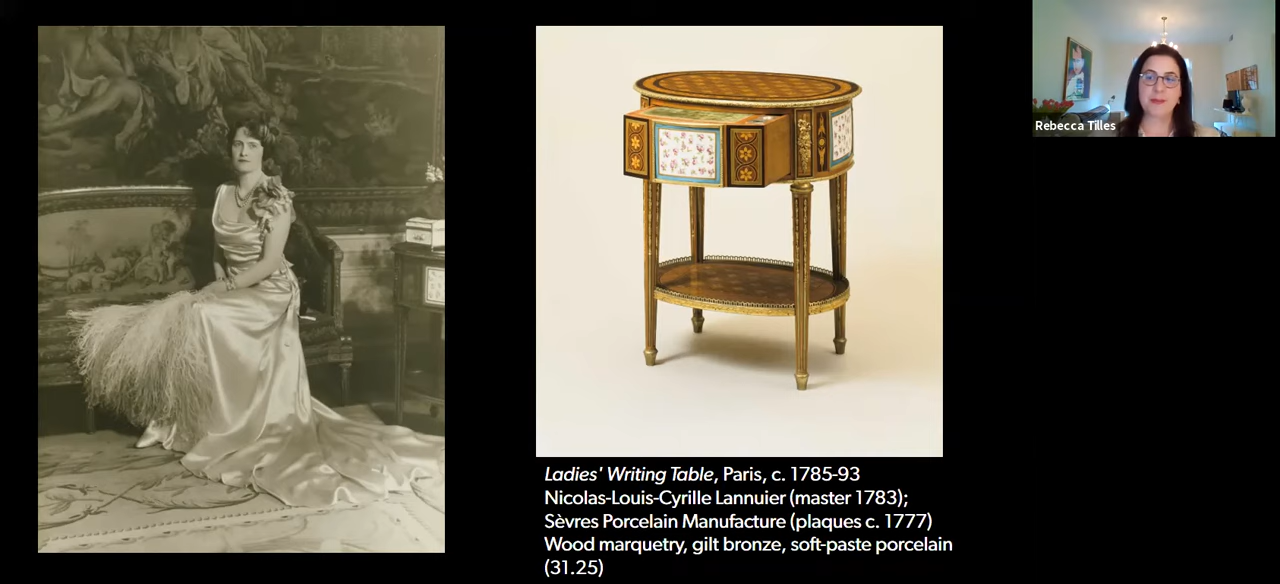 Rebecca Tilles
Ladies' Writing Table, Paris, c. 1785-93
Nicolas-Louis-Cyrille Lannuier (master 1783);
Sèvres Porcelain Manufacture (plaques c. 1777)
Wood marquetry, gilt bronze, soft-paste porcelain
(31.25)